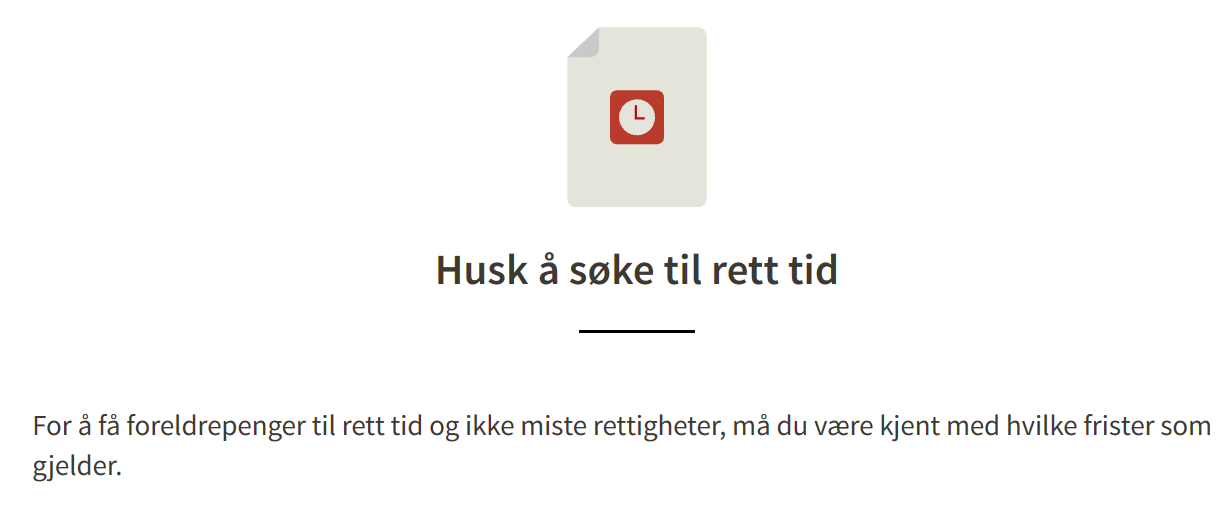 Husk å søke til rett tid
For å få foreldrepenger til rett tid og ikke miste rettigheter, må du være kjent med hvilke frister som
gjelder.